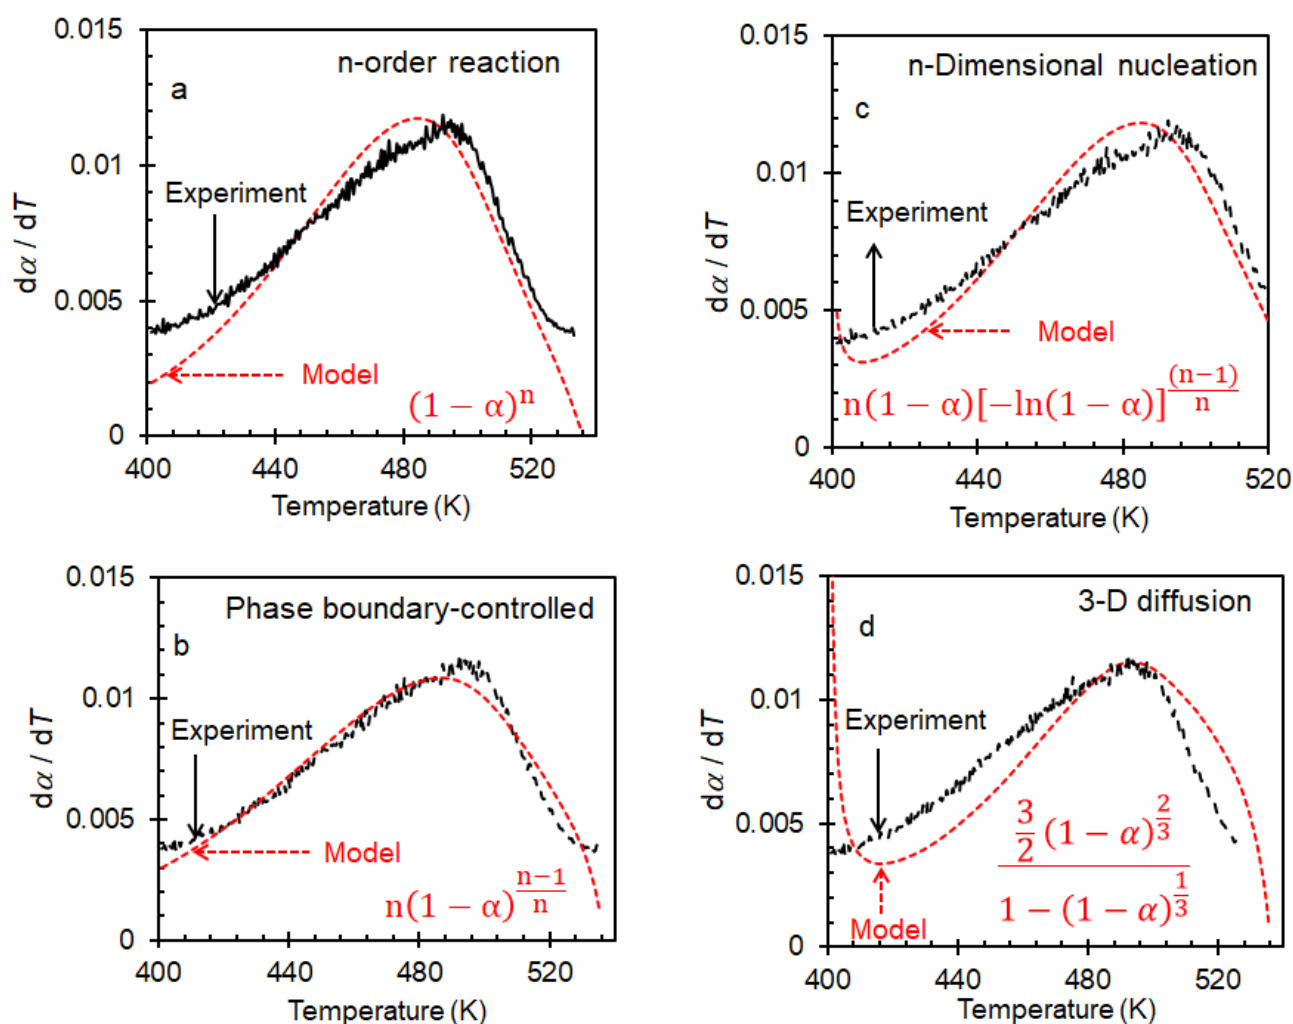 0.015
n-order reaction
a
0.01
Experiment
dα / dT
0.005
Model
(1 − α)ⁿ
0
400 440 480 520
Temperature (K)
0.015
n-Dimensional nucleation
c
0.01
Experiment
dα / dT
0.005
Model
n(1 − α)[−ln(1 − α)]^((n−1)/n)
0
400 440 480 520
Temperature (K)
0.015
Phase boundary-controlled
b
0.01
Experiment
dα / dT
0.005
Model
n(1 − α)^((n−1)/n)
0
400 440 480 520
Temperature (K)
0.015
3-D diffusion
d
0.01
Experiment
dα / dT
0.005
3/2 (1 − α)^(2/3)
1 − (1 − α)^(1/3)
Model
0
400 440 480 520
Temperature (K)